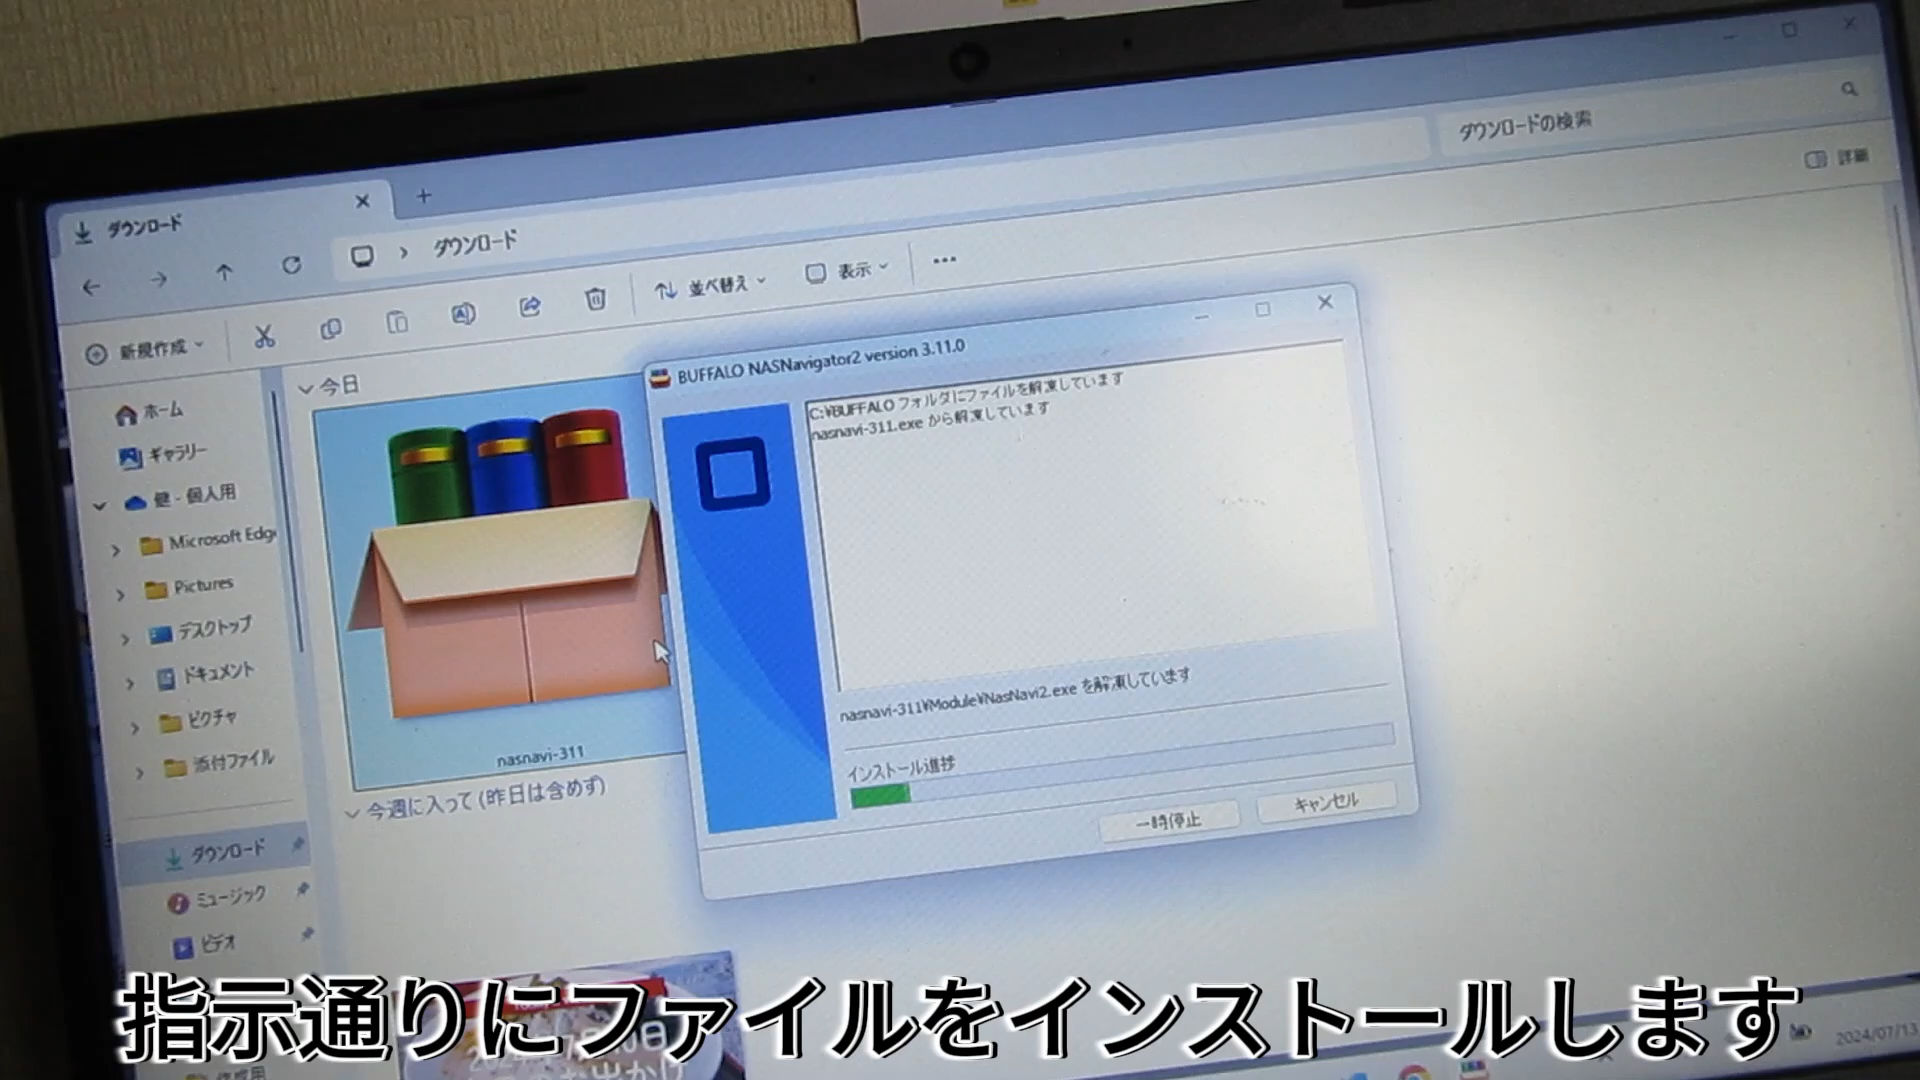 ダウンロード
ダウンロード
ダウンロードの検索
新規作成
並べ替え
表示
詳細
ホーム
ギャラリー
健 - 個人用
Microsoft Edg
Pictures
デスクトップ
ドキュメント
ピクチャ
添付ファイル
ダウンロード
ミュージック
ビデオ
今日
nasnavi-311
今週に入って (昨日は含めず)
BUFFALO NASNavigator2 version 3.11.0
C:¥BUFFALO フォルダにファイルを解凍しています
nasnavi-311.exe から解凍しています
nasnavi-311¥Module¥NasNavi2.exe を解凍しています
インストール進捗
一時停止
キャンセル
指示通りにファイルをインストールします
2024/07/13